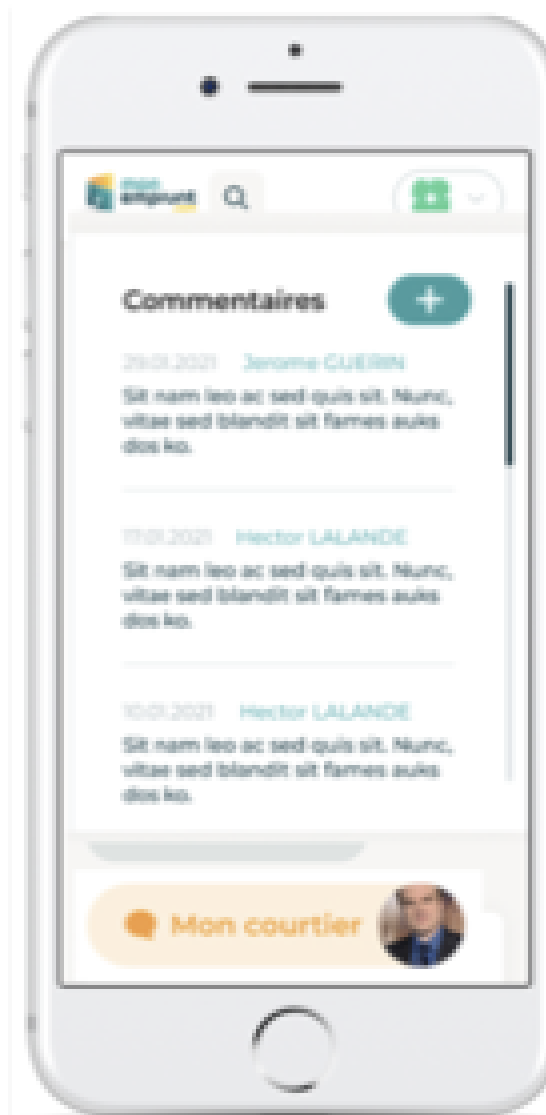 mon
emprunt
Commentaires
29.01.2021 Jerome GUERIN
Sit nam leo ac sed quis sit. Nunc,
vitae sed blandit sit fames auks
dos ko.
17.01.2021 Hector LALANDE
Sit nam leo ac sed quis sit. Nunc,
vitae sed blandit sit fames auks
dos ko.
10.01.2021 Hector LALANDE
Sit nam leo ac sed quis sit. Nunc,
vitae sed blandit sit fames auks
dos ko.
Mon courtier